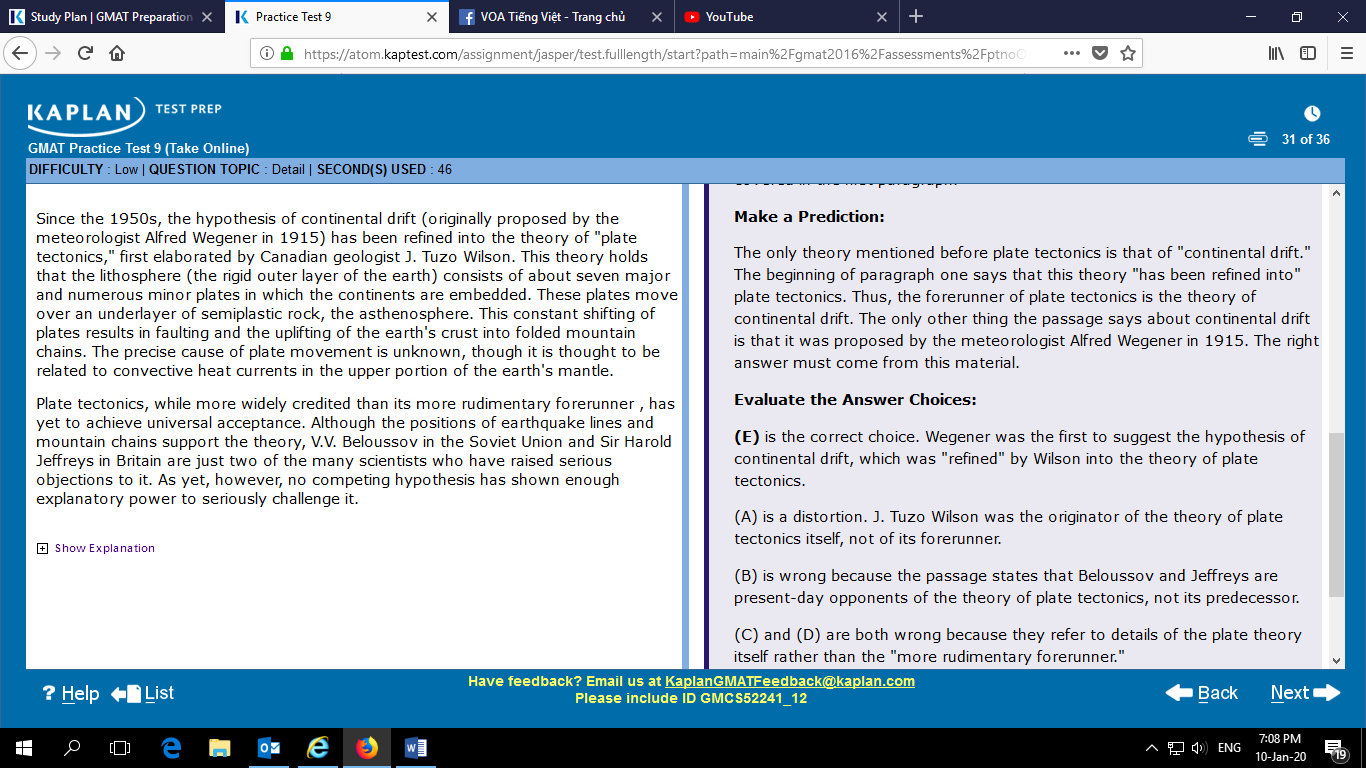 Study Plan | GMAT Preparation
Practice Test 9
VOA Tiếng Việt - Trang chủ
YouTube
https://atom.kaptest.com/assignment/jasper/test.fulllength/start?path=main%2Fgmat2016%2Fassessments%2Fptno
KAPLAN TEST PREP
GMAT Practice Test 9 (Take Online)
31 of 36
DIFFICULTY : Low | QUESTION TOPIC : Detail | SECOND(S) USED : 46
Since the 1950s, the hypothesis of continental drift (originally proposed by the
meteorologist Alfred Wegener in 1915) has been refined into the theory of "plate
tectonics," first elaborated by Canadian geologist J. Tuzo Wilson. This theory holds
that the lithosphere (the rigid outer layer of the earth) consists of about seven major
and numerous minor plates in which the continents are embedded. These plates move
over an underlayer of semiplastic rock, the asthenosphere. This constant shifting of
plates results in faulting and the uplifting of the earth's crust into folded mountain
chains. The precise cause of plate movement is unknown, though it is thought to be
related to convective heat currents in the upper portion of the earth's mantle.
Plate tectonics, while more widely credited than its more rudimentary forerunner , has
yet to achieve universal acceptance. Although the positions of earthquake lines and
mountain chains support the theory, V.V. Beloussov in the Soviet Union and Sir Harold
Jeffreys in Britain are just two of the many scientists who have raised serious
objections to it. As yet, however, no competing hypothesis has shown enough
explanatory power to seriously challenge it.
Show Explanation
Make a Prediction:
The only theory mentioned before plate tectonics is that of "continental drift."
The beginning of paragraph one says that this theory "has been refined into"
plate tectonics. Thus, the forerunner of plate tectonics is the theory of
continental drift. The only other thing the passage says about continental drift
is that it was proposed by the meteorologist Alfred Wegener in 1915. The right
answer must come from this material.
Evaluate the Answer Choices:
(E) is the correct choice. Wegener was the first to suggest the hypothesis of
continental drift, which was "refined" by Wilson into the theory of plate
tectonics.
(A) is a distortion. J. Tuzo Wilson was the originator of the theory of plate
tectonics itself, not of its forerunner.
(B) is wrong because the passage states that Beloussov and Jeffreys are
present-day opponents of the theory of plate tectonics, not its predecessor.
(C) and (D) are both wrong because they refer to details of the plate theory
itself rather than the "more rudimentary forerunner."
Help
List
Have feedback? Email us at KaplanGMATFeedback@kaplan.com
Please include ID GMCS52241_12
Back
Next
ENG
7:08 PM
10-Jan-20
19